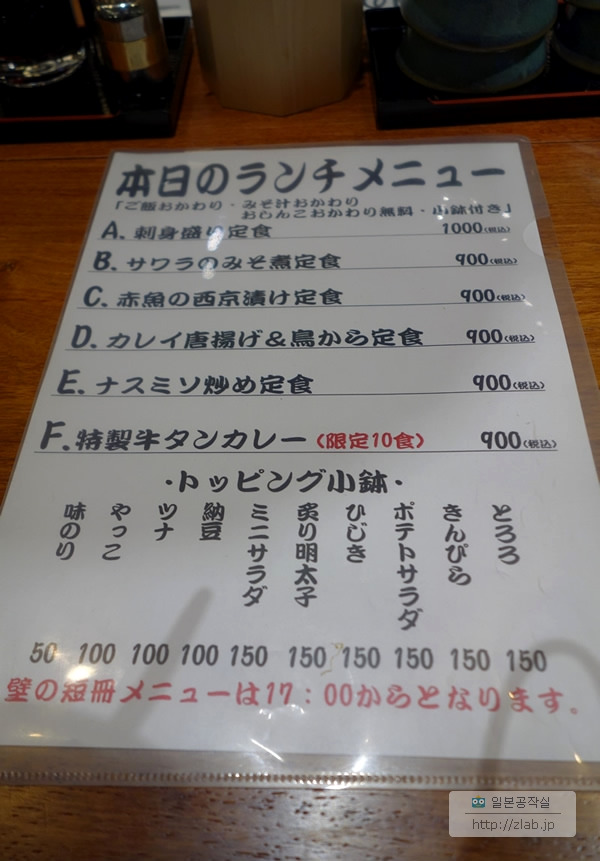 本日のランチメニュー
「ご飯おかわり・みそ汁おかわり
おしんこおかわり無料・小鉢付き」
A. 刺身盛り定食 1000(税込)
B. サワラのみそ煮定食 900(税込)
C. 赤魚の西京漬け定食 900(税込)
D. カレイ唐揚げ&鳥から定食 900(税込)
E. ナスミソ炒め定食 900(税込)
F. 特製牛タンカレー(限定10食) 900(税込)
・トッピング小鉢・
とろろ 150
きんぴら 150
ポテトサラダ 150
ひじき 150
炙り明太子 150
ミニサラダ 150
納豆 100
ツナ 100
やっこ 100
味のり 50
壁の短冊メニューは17:00からとなります。
일본공작실
http://zlab.jp